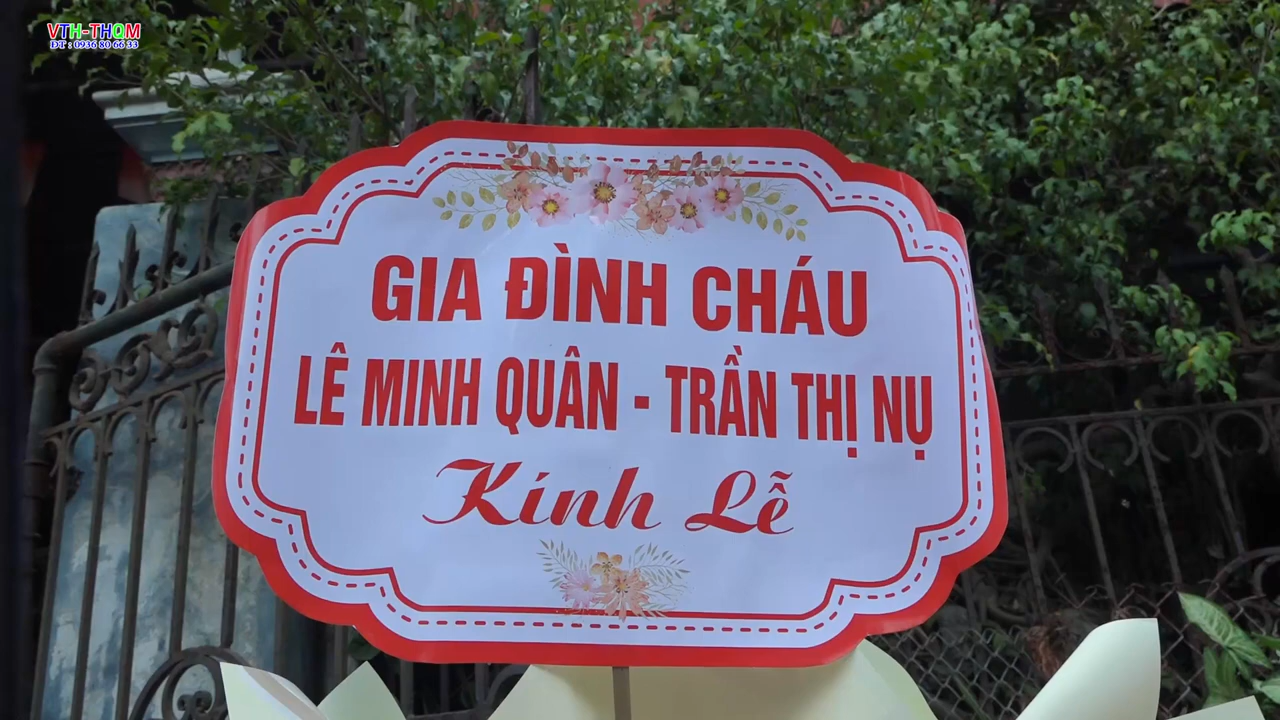 VTH-THQM
ĐT : 0936 80 66 33
GIA ĐÌNH CHÁU
LÊ MINH QUÂN - TRẦN THỊ NỤ
Kính Lễ